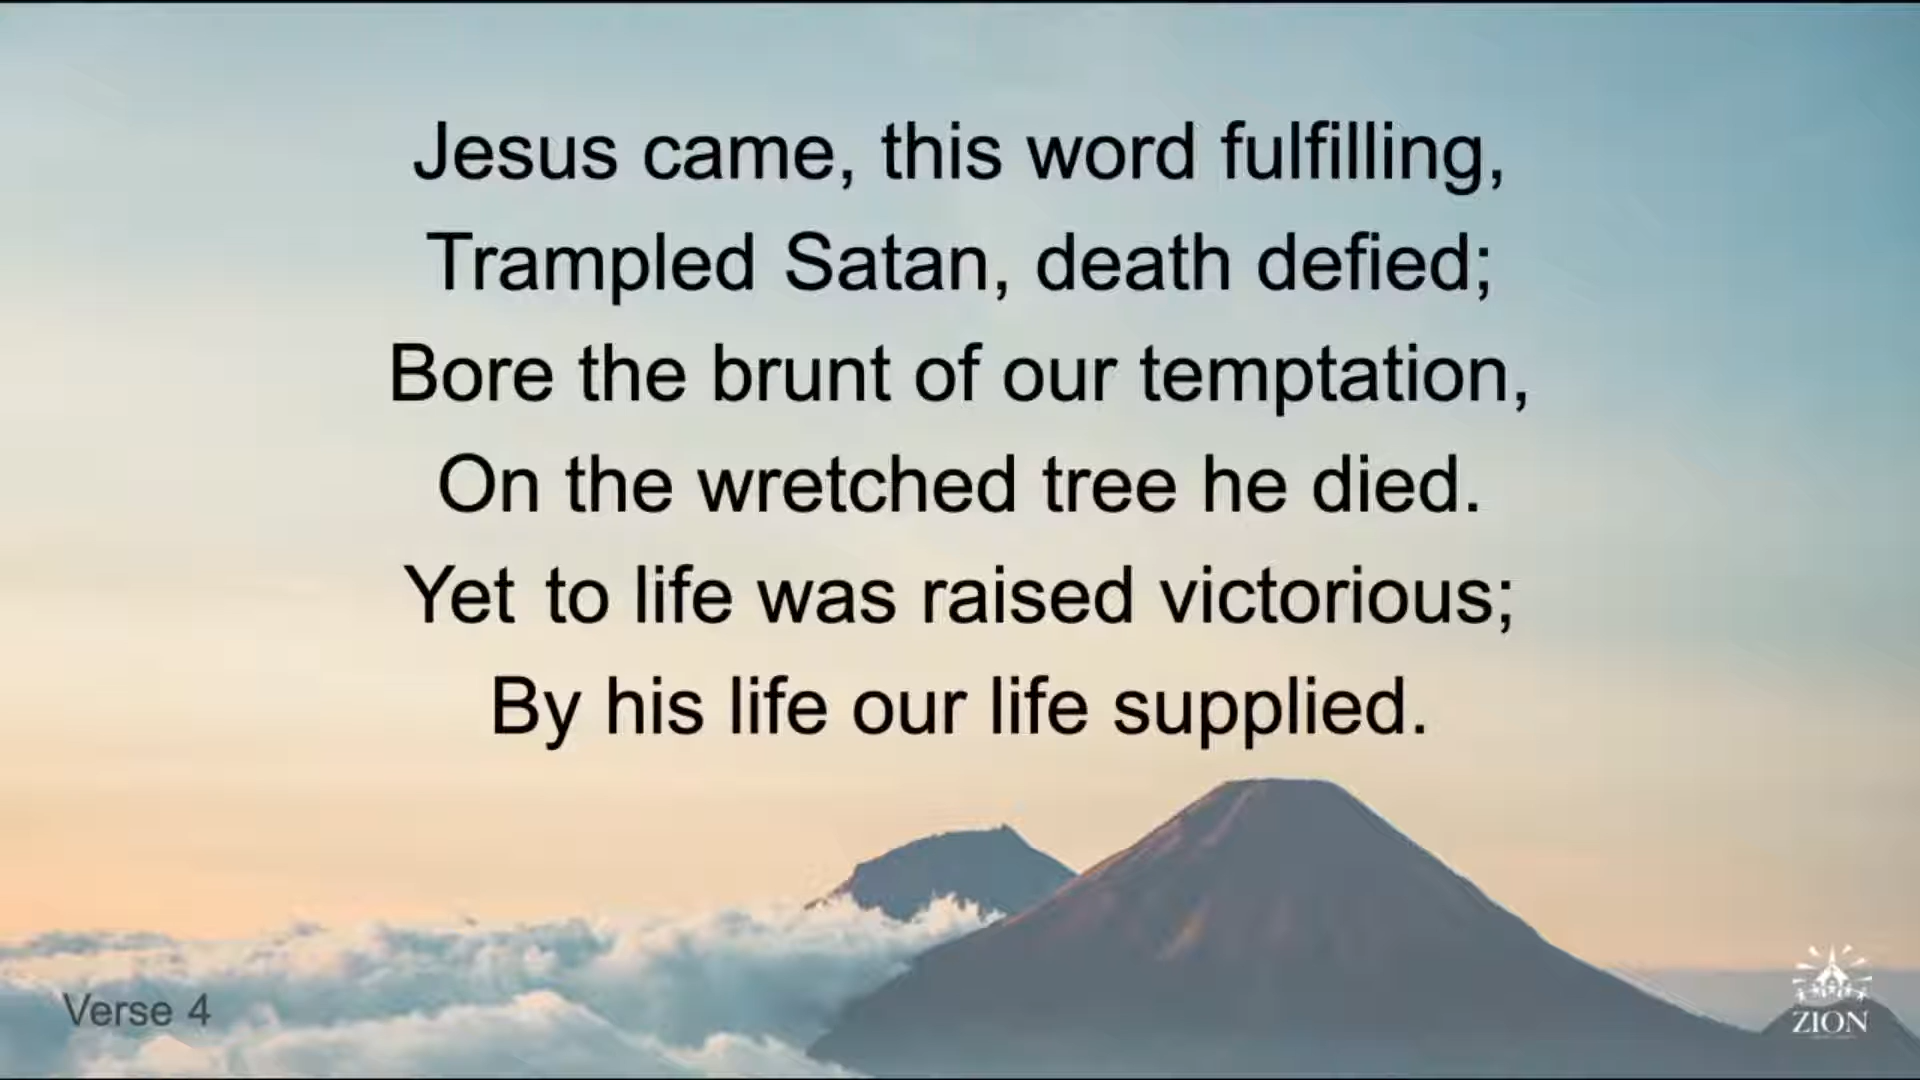 Jesus came, this word fulfilling,
Trampled Satan, death defied;
Bore the brunt of our temptation,
On the wretched tree he died.
Yet to life was raised victorious;
By his life our life supplied.
Verse 4
ZION